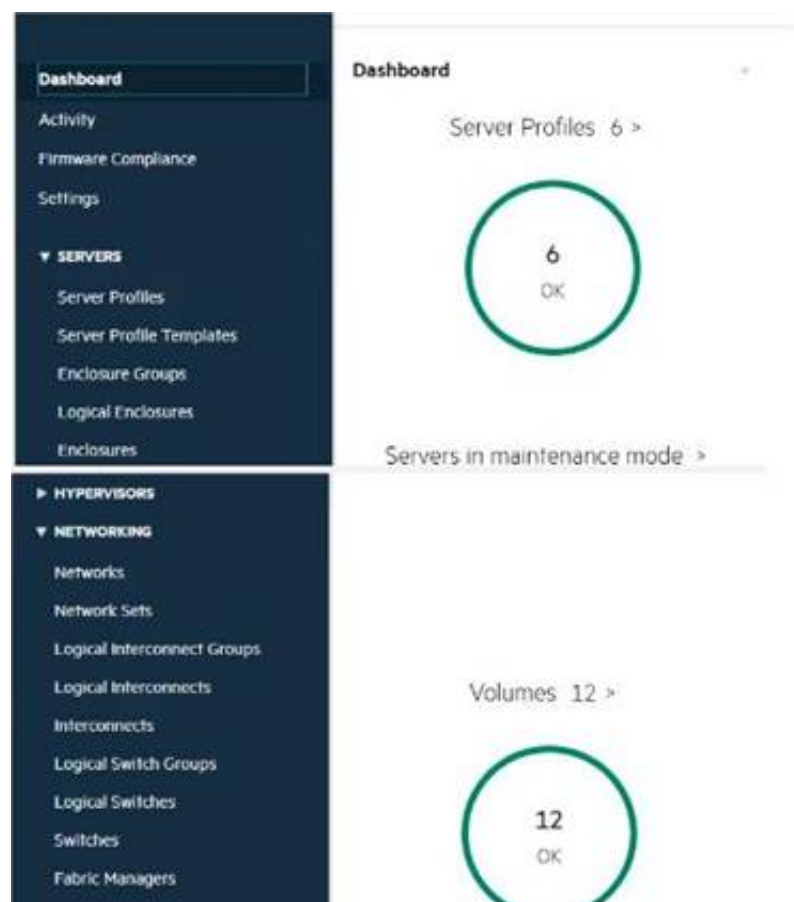 Dashboard
Activity
Firmware Compliance
Settings
▼ SERVERS
Server Profiles
Server Profile Templates
Enclosure Groups
Logical Enclosures
Enclosures
Dashboard
Server Profiles 6 >
6
OK
Servers in maintenance mode >
▶ HYPERVISORS
▼ NETWORKING
Networks
Network Sets
Logical Interconnect Groups
Logical Interconnects
Interconnects
Logical Switch Groups
Logical Switches
Switches
Fabric Managers
Volumes 12 >
12
OK